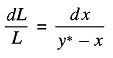 dL/L = dx/(y* − x)